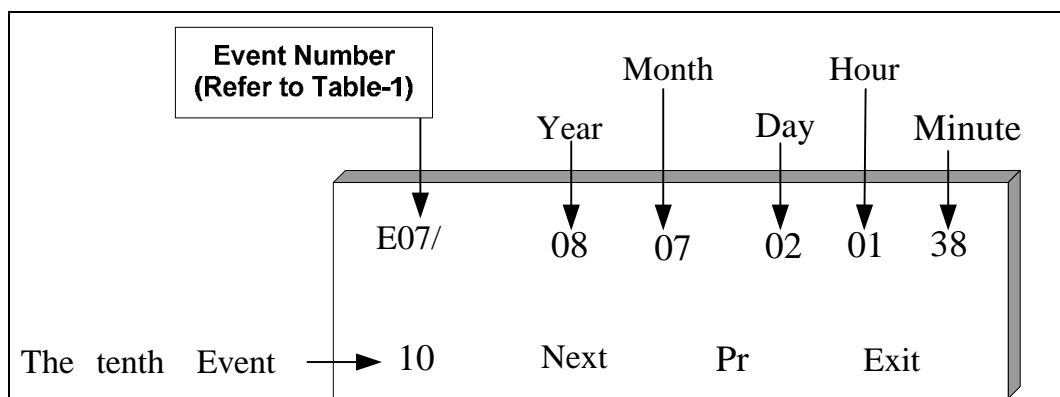 Event Number
(Refer to Table-1)
Month Hour
Year Day Minute
E07/ 08 07 02 01 38
The tenth Event 10 Next Pr Exit